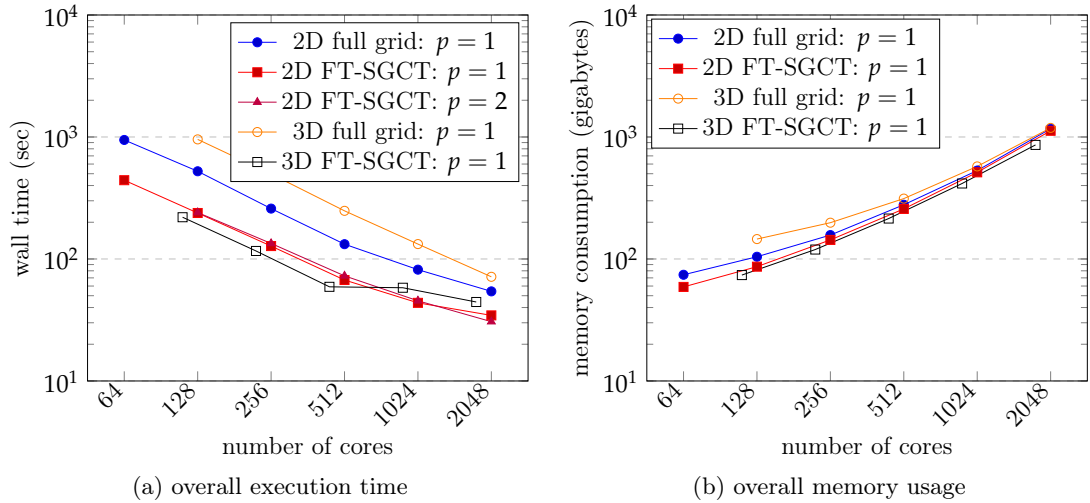 10^4
10^3
10^2
10^1
wall time (sec)
64
128
256
512
1024
2048
number of cores
2D full grid: p = 1
2D FT-SGCT: p = 1
2D FT-SGCT: p = 2
3D full grid: p = 1
3D FT-SGCT: p = 1
(a) overall execution time
10^4
10^3
10^2
10^1
memory consumption (gigabytes)
64
128
256
512
1024
2048
number of cores
2D full grid: p = 1
2D FT-SGCT: p = 1
3D full grid: p = 1
3D FT-SGCT: p = 1
(b) overall memory usage